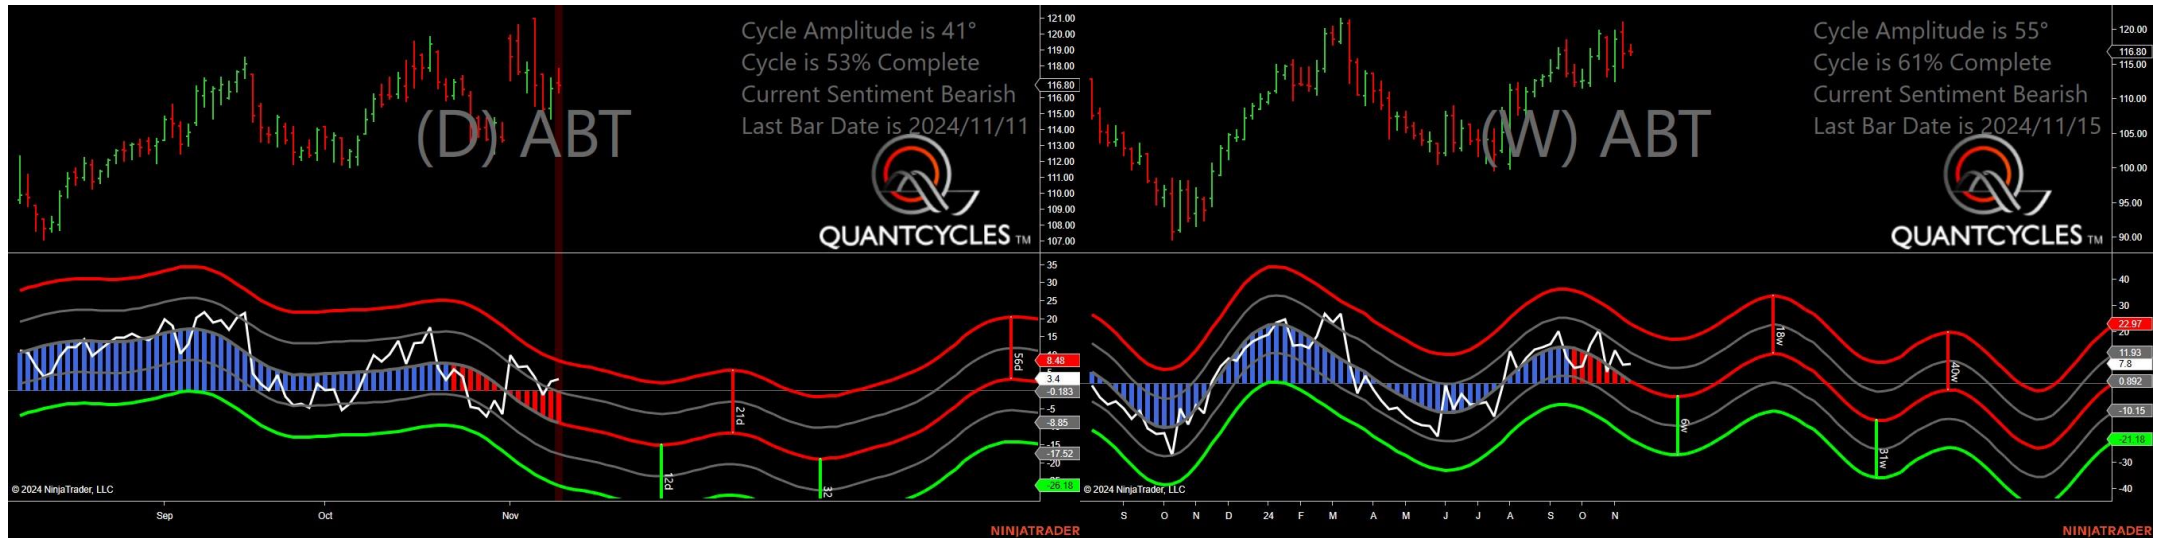 Cycle Amplitude is 41°
Cycle is 53% Complete
Current Sentiment Bearish
Last Bar Date is 2024/11/11
(D) ABT
QUANTCYCLES TM
121.00
120.00
119.00
118.00
116.80
116.00
115.00
114.00
113.00
112.00
111.00
110.00
109.00
108.00
107.00
35
30
25
20
15
8.48
3.4
-0.183
-5
-8.85
-15
-17.52
-20
-26.18
56d
21d
12d
32
© 2024 NinjaTrader, LLC
Sep
Oct
Nov
NINJATRADER
Cycle Amplitude is 55°
Cycle is 61% Complete
Current Sentiment Bearish
Last Bar Date is 2024/11/15
(W) ABT
QUANTCYCLES TM
120.00
116.80
115.00
110.00
105.00
100.00
95.00
90.00
40
30
22.97
20
11.93
7.8
0.892
-10.15
-21.18
-30
-40
18w
40w
6w
31w
© 2024 NinjaTrader, LLC
S O N D 24 F M A M J J A S O N
NINJATRADER